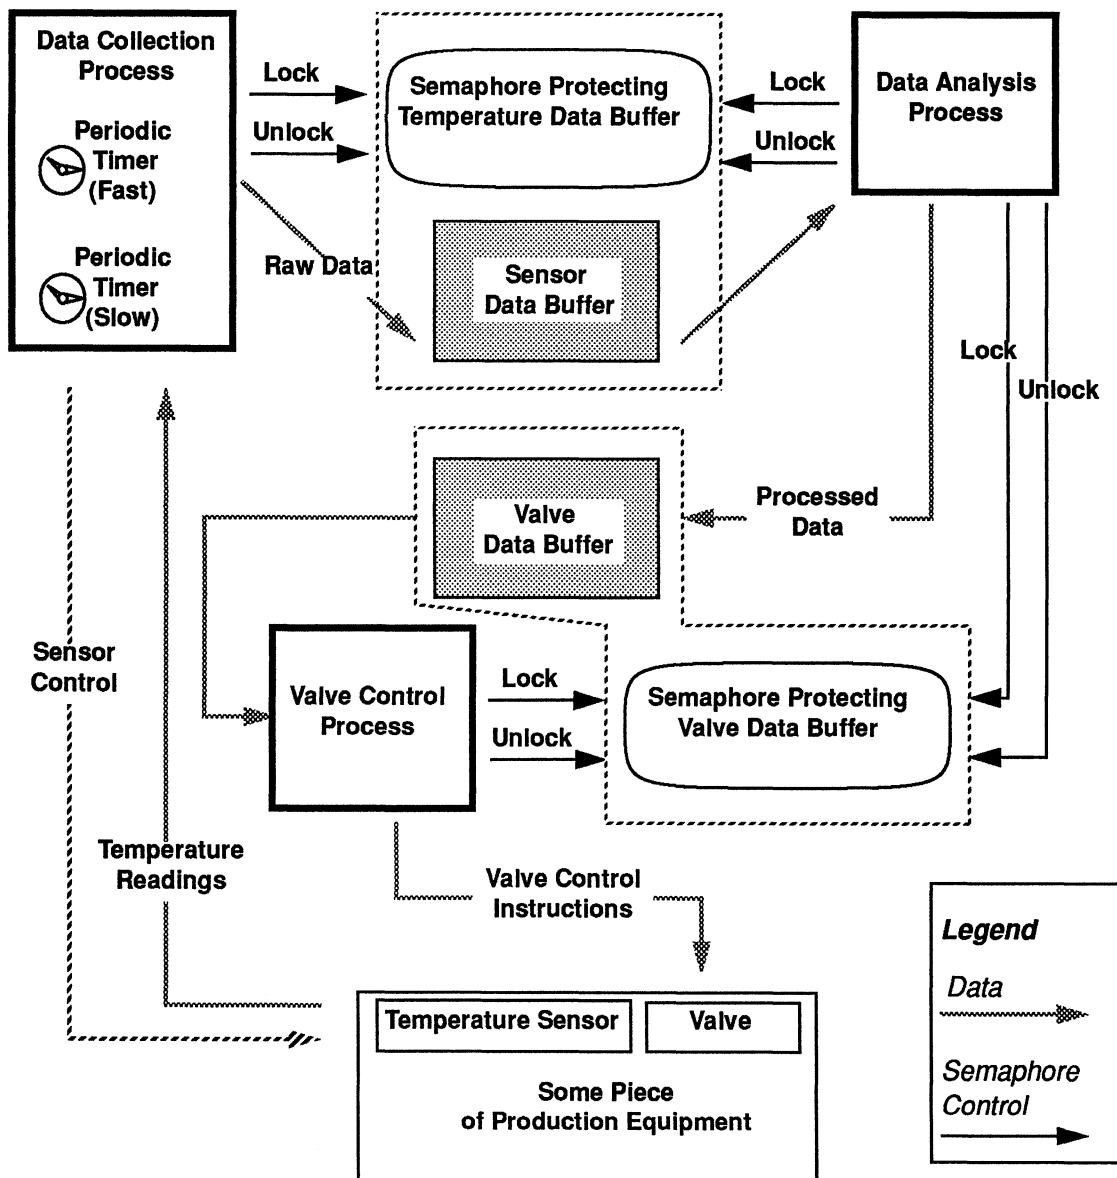 Data Collection
Process
Periodic
Timer
(Fast)
Periodic
Timer
(Slow)
Lock
Unlock
Semaphore Protecting
Temperature Data Buffer
Lock
Unlock
Data Analysis
Process
Raw Data
Sensor
Data Buffer
Lock
Unlock
Valve
Data Buffer
Processed
Data
Sensor
Control
Valve Control
Process
Lock
Unlock
Semaphore Protecting
Valve Data Buffer
Temperature
Readings
Valve Control
Instructions
Temperature Sensor
Valve
Some Piece
of Production Equipment
Legend
Data
Semaphore
Control